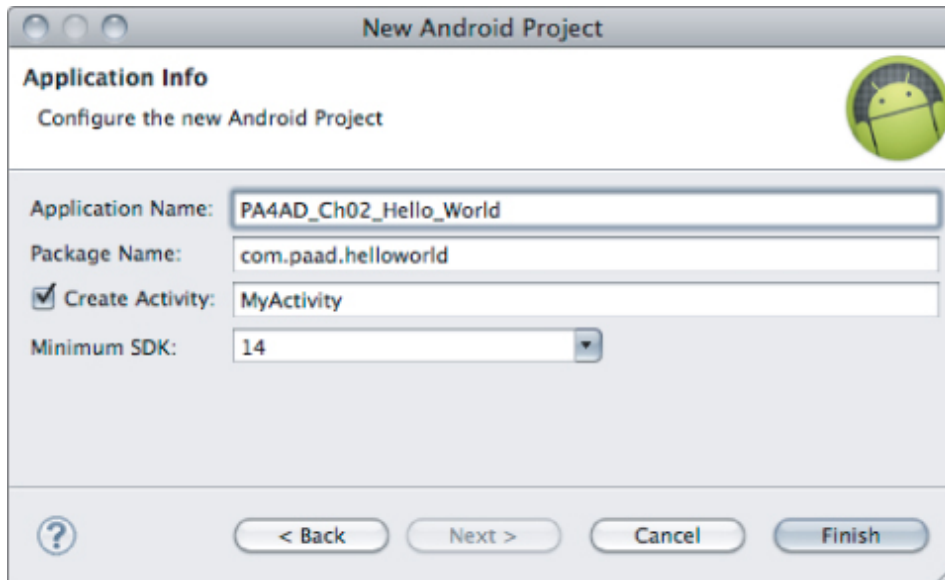 New Android Project
Application Info
Configure the new Android Project
Application Name: PA4AD_Ch02_Hello_World
Package Name: com.paad.helloworld
Create Activity: MyActivity
Minimum SDK: 14
? < Back Next > Cancel Finish